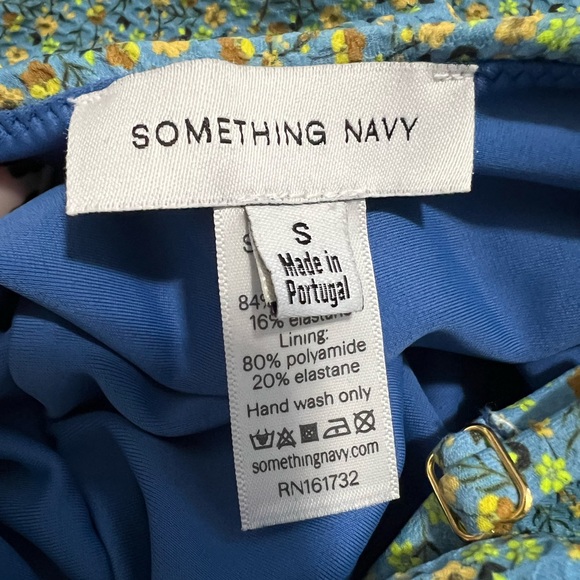 SOMETHING NAVY
S
Made in
Portugal
84%
16% elastane
Lining:
80% polyamide
20% elastane
Hand wash only
somethingnavy.com
RN161732